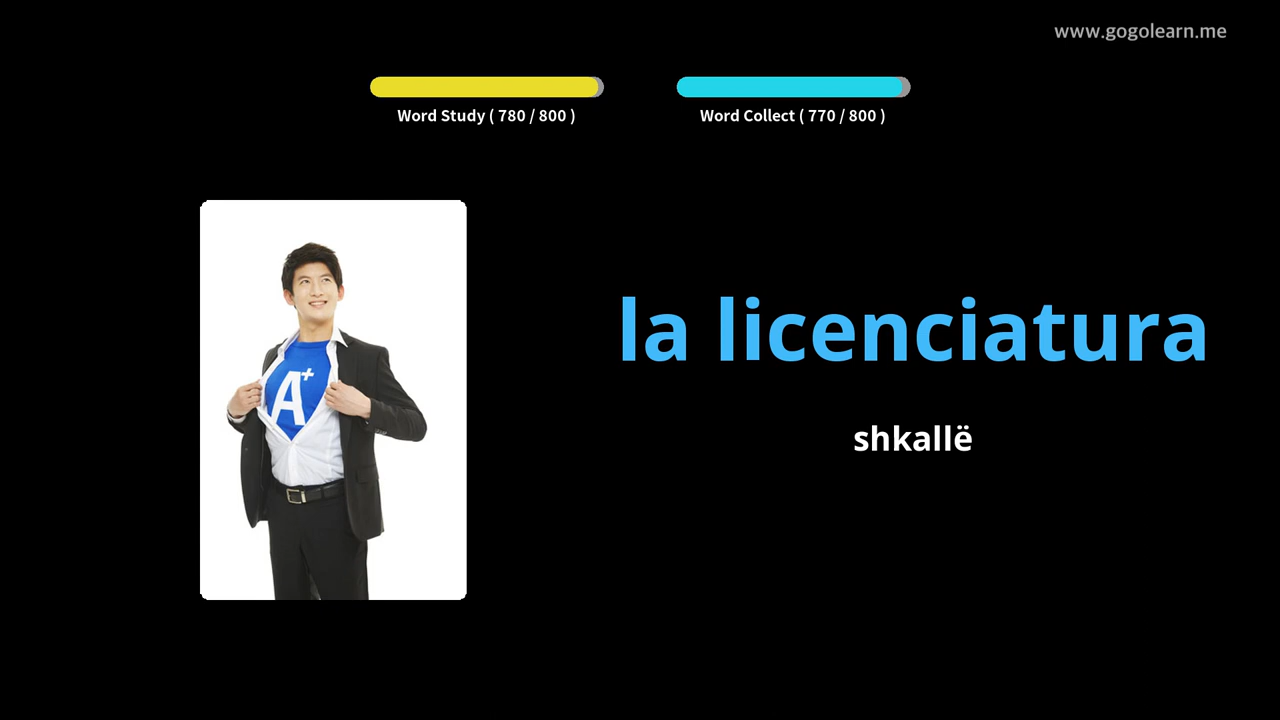 www.gogolearn.me
Word Study ( 780 / 800 )
Word Collect ( 770 / 800 )
A+
la licenciatura
shkallë